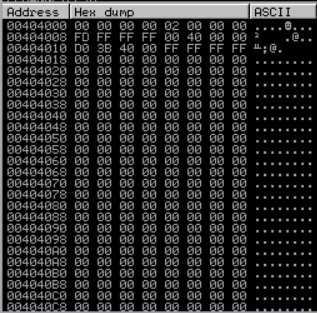 Address Hex dump ASCII
00404000 00 00 00 00 02 00 00 00 ....☻...
00404008 FD FF FF FF 00 40 00 00 ² .@..
00404010 D0 3B 40 00 FF FF FF FF ╨;@.
00404018 00 00 00 00 00 00 00 00 ........
00404020 00 00 00 00 00 00 00 00 ........
00404028 00 00 00 00 00 00 00 00 ........
00404030 00 00 00 00 00 00 00 00 ........
00404038 00 00 00 00 00 00 00 00 ........
00404040 00 00 00 00 00 00 00 00 ........
00404048 00 00 00 00 00 00 00 00 ........
00404050 00 00 00 00 00 00 00 00 ........
00404058 00 00 00 00 00 00 00 00 ........
00404060 00 00 00 00 00 00 00 00 ........
00404068 00 00 00 00 00 00 00 00 ........
00404070 00 00 00 00 00 00 00 00 ........
00404078 00 00 00 00 00 00 00 00 ........
00404080 00 00 00 00 00 00 00 00 ........
00404088 00 00 00 00 00 00 00 00 ........
00404090 00 00 00 00 00 00 00 00 ........
00404098 00 00 00 00 00 00 00 00 ........
004040A0 00 00 00 00 00 00 00 00 ........
004040A8 00 00 00 00 00 00 00 00 ........
004040B0 00 00 00 00 00 00 00 00 ........
004040B8 00 00 00 00 00 00 00 00 ........
004040C0 00 00 00 00 00 00 00 00 ........
004040C8 00 00 00 00 00 00 00 00 ........